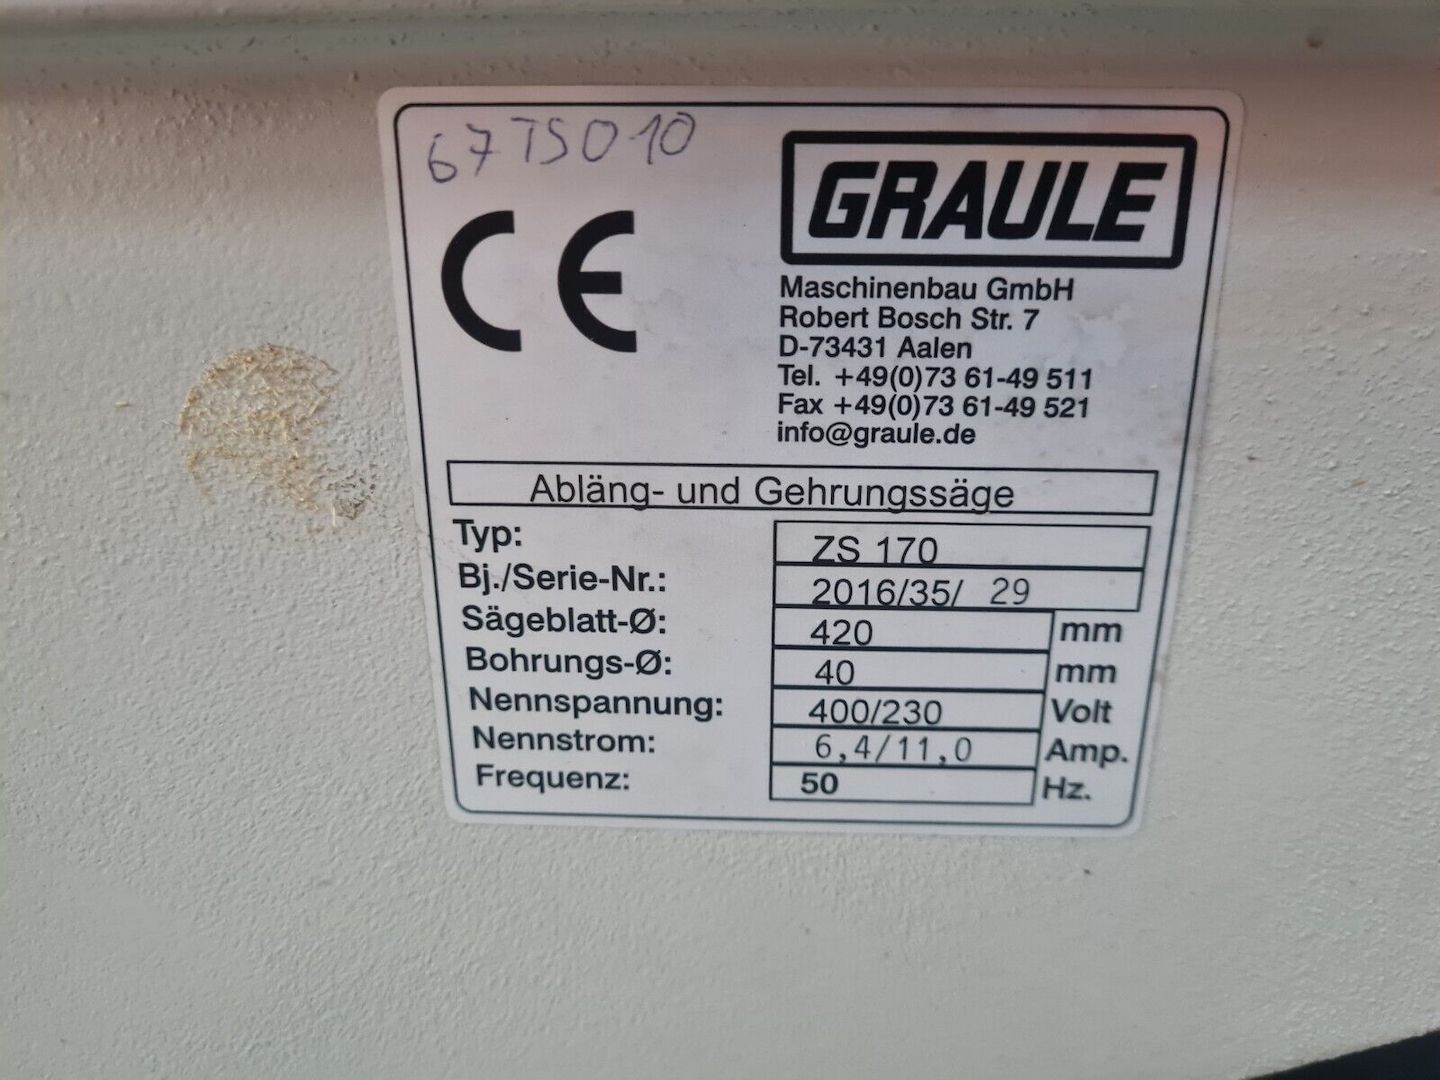 67TS010
CE
GRAULE
Maschinenbau GmbH
Robert Bosch Str. 7
D-73431 Aalen
Tel. +49(0)73 61-49 511
Fax +49(0)73 61-49 521
info@graule.de
Abläng- und Gehrungssäge
Typ: ZS 170
Bj./Serie-Nr.: 2016/35/ 29
Sägeblatt-Ø: 420 mm
Bohrungs-Ø: 40 mm
Nennspannung: 400/230 Volt
Nennstrom: 6,4/11,0 Amp.
Frequenz: 50 Hz.